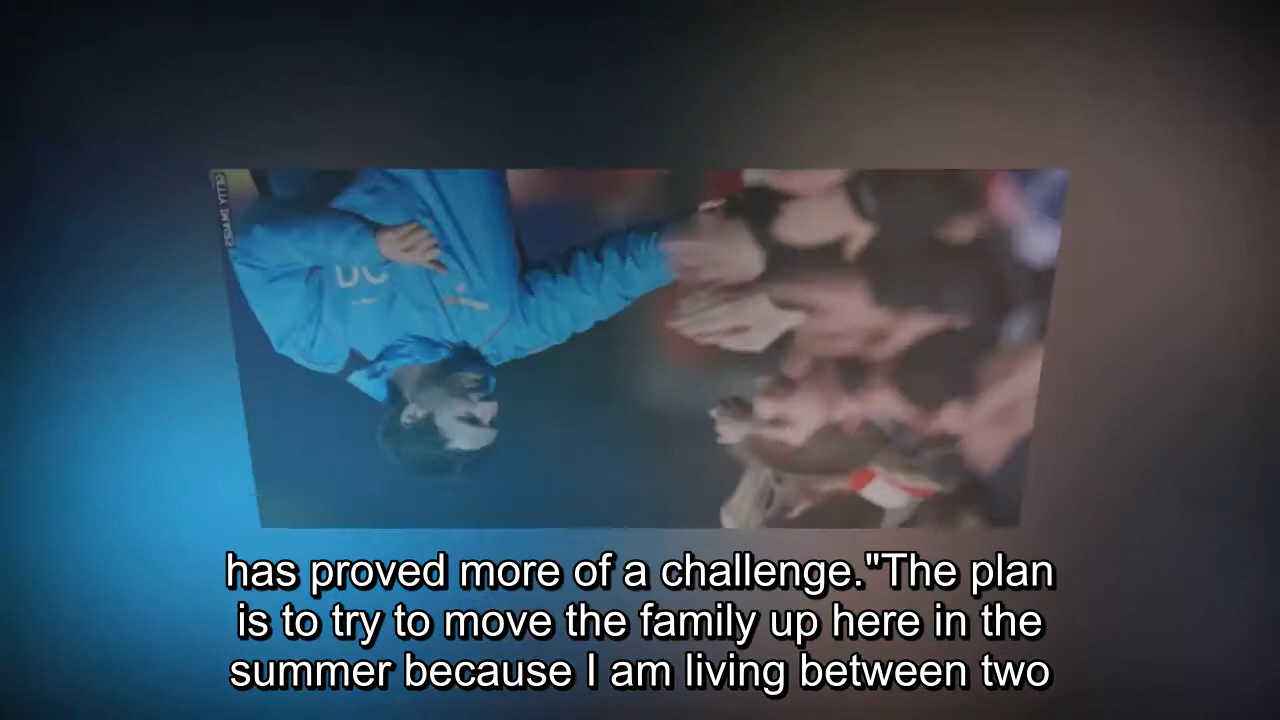 has proved more of a challenge."The plan
is to try to move the family up here in the
summer because I am living between two